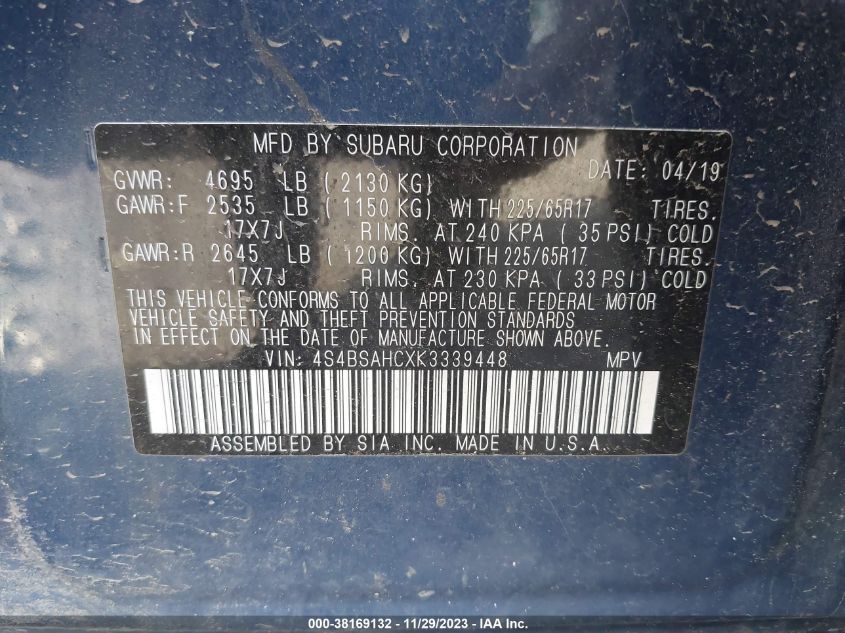 MFD BY SUBARU CORPORATION
DATE: 04/19
GVWR: 4695 LB ( 2130 KG)
GAWR:F 2535 LB ( 1150 KG) WITH 225/65R17 TIRES.
17X7J RIMS. AT 240 KPA ( 35 PSI) COLD
GAWR:R 2645 LB ( 1200 KG) WITH 225/65R17 TIRES.
17X7J RIMS. AT 230 KPA ( 33 PSI) COLD
THIS VEHICLE CONFORMS TO ALL APPLICABLE FEDERAL MOTOR
VEHICLE SAFETY AND THEFT PREVENTION STANDARDS
IN EFFECT ON THE DATE OF MANUFACTURE SHOWN ABOVE.
VIN: 4S4BSAHCXK3339448 MPV
ASSEMBLED BY SIA INC. MADE IN U.S.A.
000-38169132 - 11/29/2023 - IAA Inc.